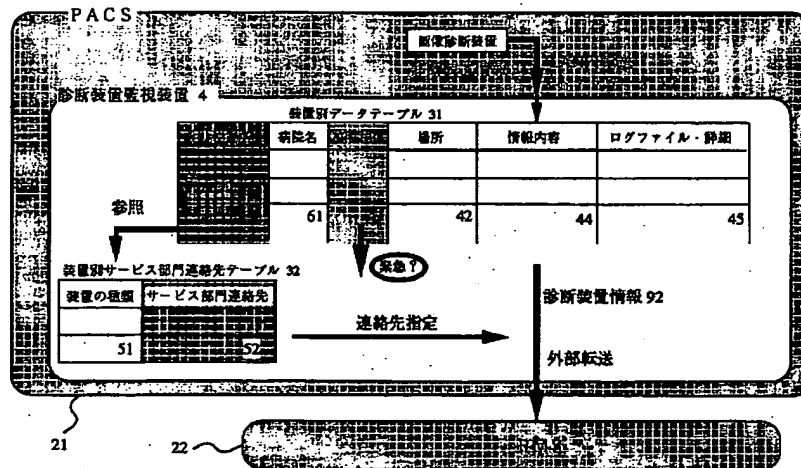 PACS
画像診断装置
診断装置監視装置 4
装置別データテーブル 31
病院名 場所 情報内容 ログファイル・詳細
61 42 44 45
参照
緊急?
装置別サービス部門連絡先テーブル 32
装置の種類 サービス部門連絡先
51 52
診断装置情報 92
連絡先指定
外部転送
21
22